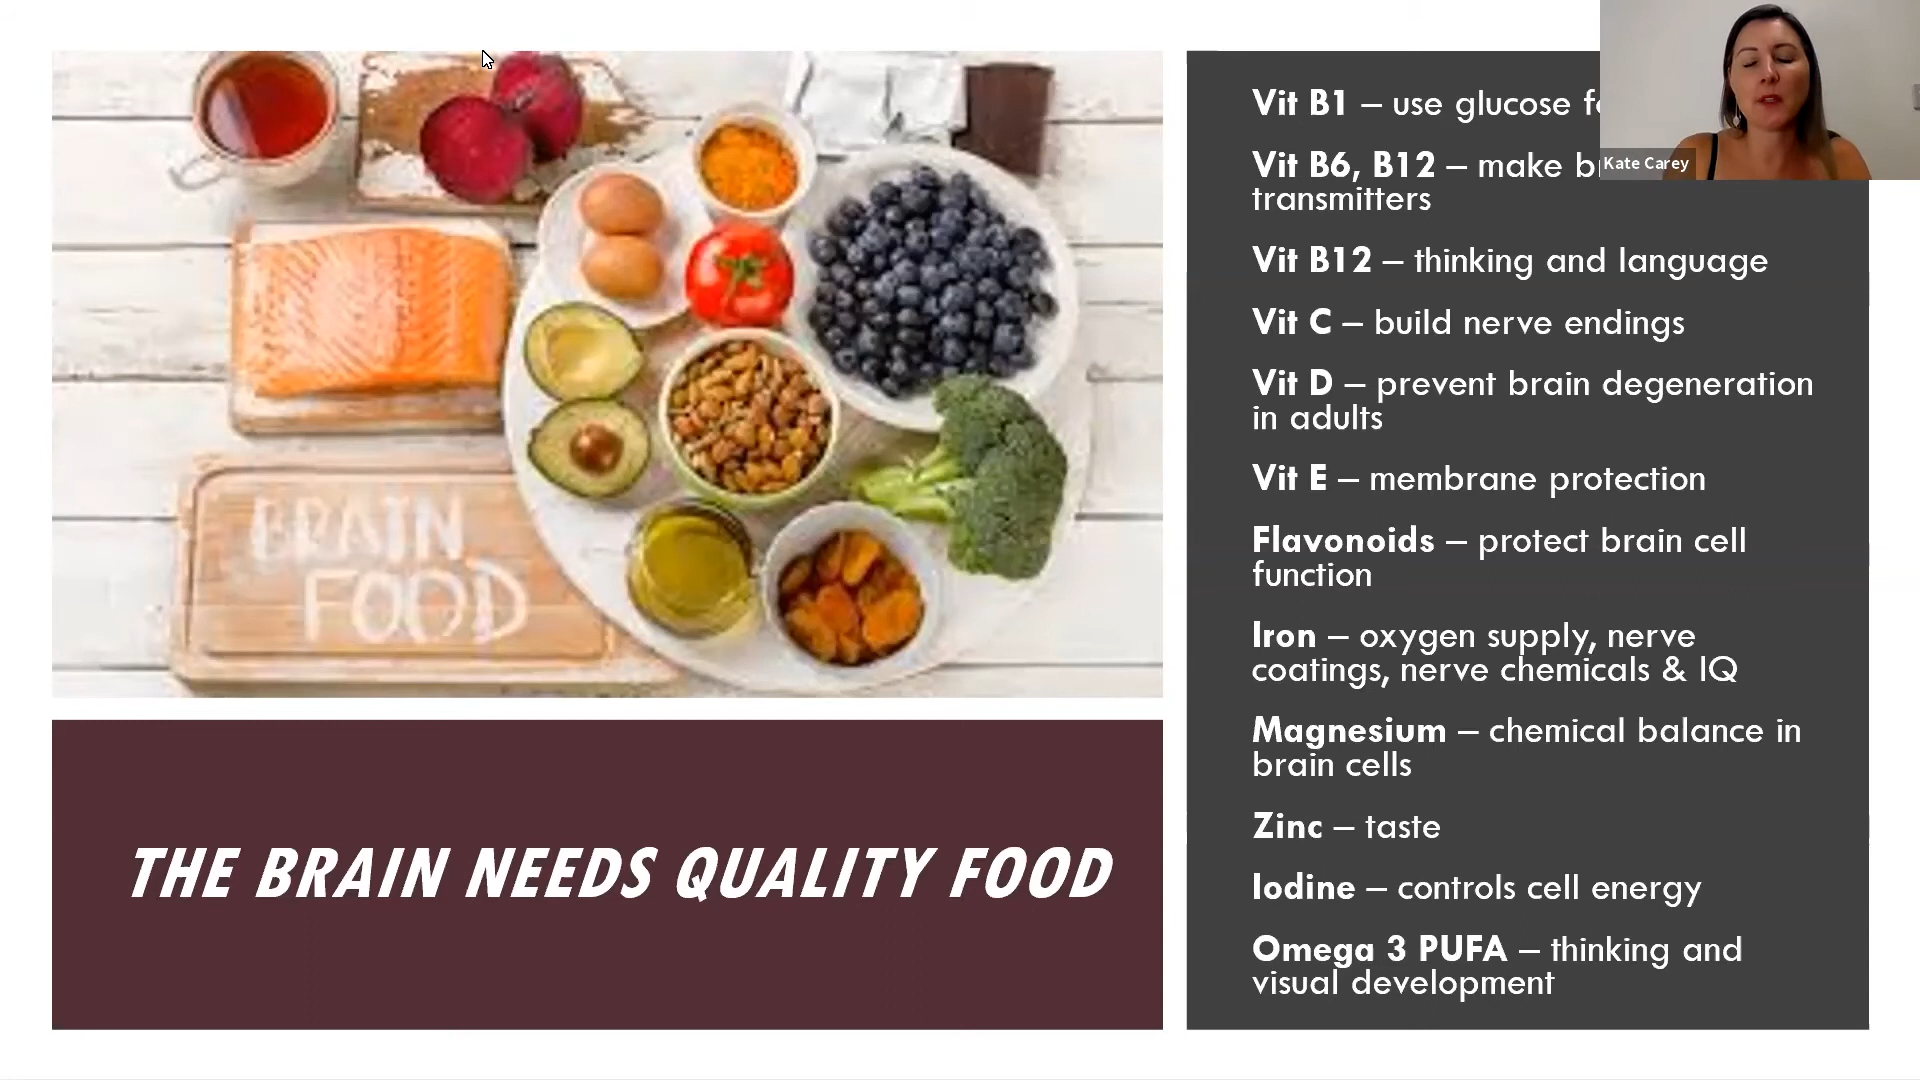 Vit B1 – use glucose
Kate Carey
Vit B6, B12 – make
transmitters
Vit B12 – thinking and language
Vit C – build nerve endings
Vit D – prevent brain degeneration
in adults
Vit E – membrane protection
Flavonoids – protect brain cell
function
Iron – oxygen supply, nerve
coatings, nerve chemicals & IQ
Magnesium – chemical balance in
brain cells
Zinc – taste
Iodine – controls cell energy
Omega 3 PUFA – thinking and
visual development
BRAIN
FOOD
THE BRAIN NEEDS QUALITY FOOD